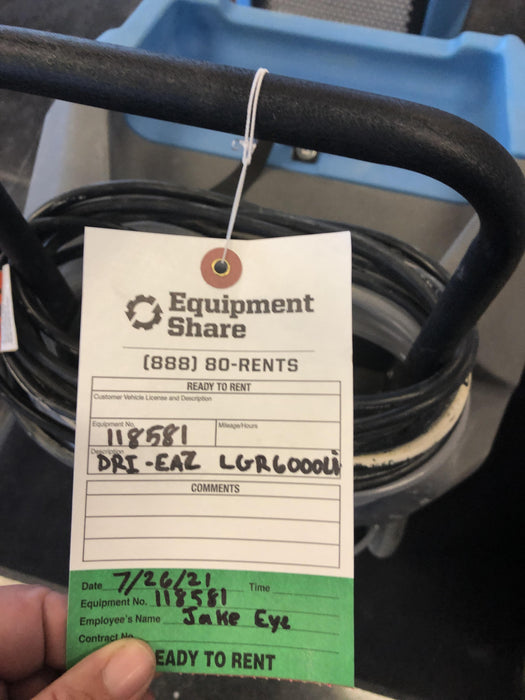 Equipment
Share
(888) 80-RENTS
READY TO RENT
Customer Vehicle License and Description
Equipment No. Mileage/Hours
118581
Description
DRI-EAZ LGR6000Li
COMMENTS
Date 7/26/21 Time
Equipment No. 118581
Employee's Name Jake Eye
Contract No.
EADY TO RENT